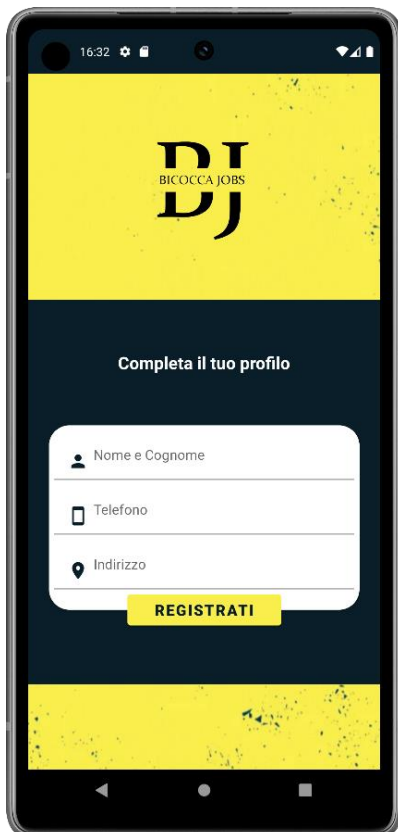 16:32
BJ
BICOCCA JOBS
Completa il tuo profilo
Nome e Cognome
Telefono
Indirizzo
REGISTRATI